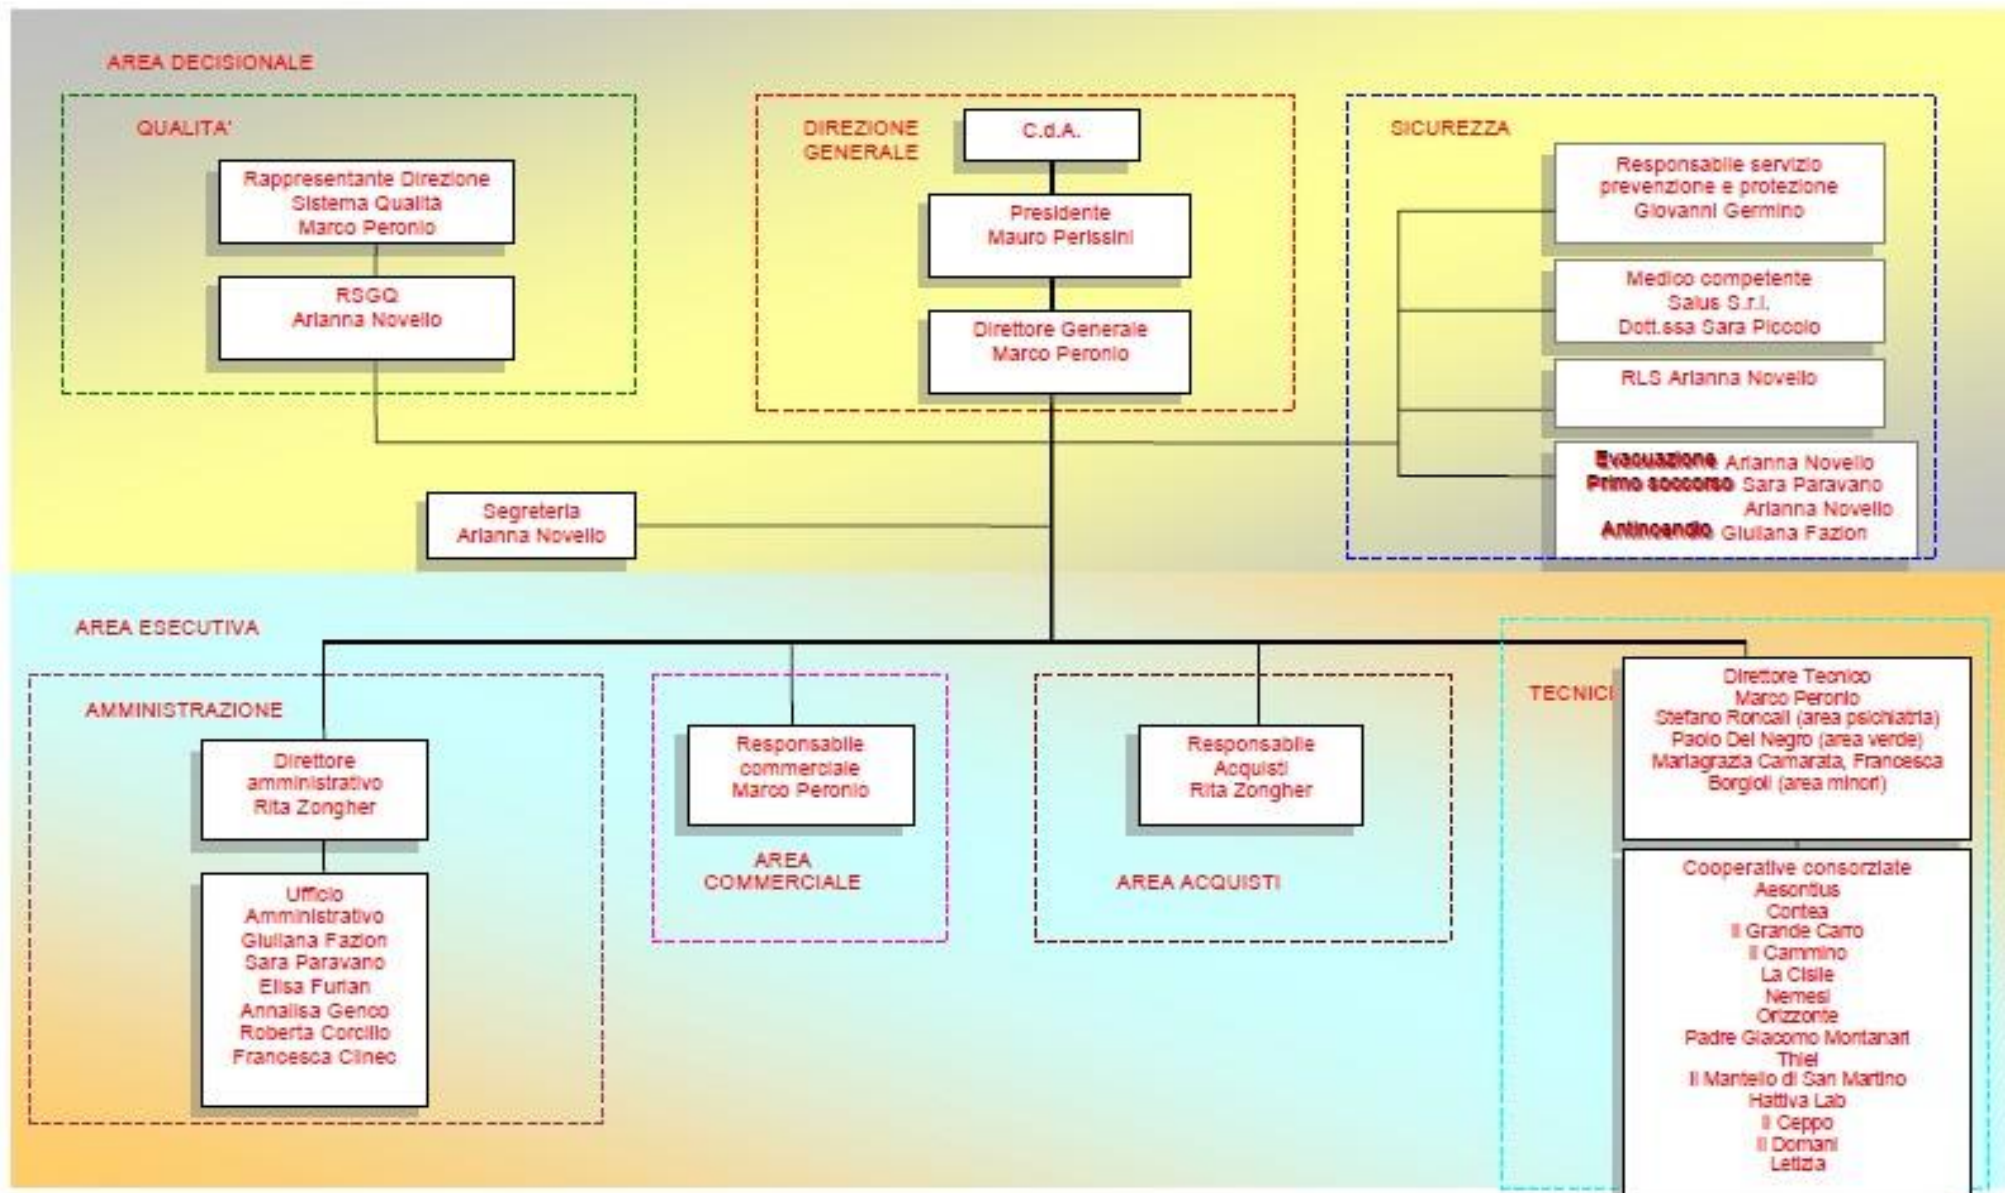 AREA DECISIONALE
QUALITA'
Rappresentante Direzione
Sistema Qualità
Marco Peronio
RSGQ
Arianna Novello
DIREZIONE
GENERALE
C.d.A.
Presidente
Mauro Perissini
Direttore Generale
Marco Peronio
SICUREZZA
Responsabile servizio
prevenzione e protezione
Giovanni Germino
Medico competente
Salus S.r.l.
Dott.ssa Sara Piccolo
RLS Arianna Novello
Evacuazione Arianna Novello
Primo soccorso Sara Paravano
Arianna Novello
Antincendio Giuliana Fazion
Segreteria
Arianna Novello
AREA ESECUTIVA
AMMINISTRAZIONE
Direttore
amministrativo
Rita Zongher
Ufficio
Amministrativo
Giuliana Fazion
Sara Paravano
Elisa Furlan
Annalisa Genco
Roberta Corcillo
Francesca Clinec
Responsabile
commerciale
Marco Peronio
AREA
COMMERCIALE
Responsabile
Acquisti
Rita Zongher
AREA ACQUISTI
TECNICI
Direttore Tecnico
Marco Peronio
Stefano Roncali (area psichiatria)
Paolo Del Negro (area verde)
Mariagrazia Camarata, Francesca
Borgioli (area minori)
Cooperative consorziate
Aesontius
Contea
Il Grande Carro
Il Cammino
La Cisile
Nemesi
Orizzonte
Padre Giacomo Montanari
Thiel
Il Mantello di San Martino
Hattiva Lab
Il Ceppo
Il Domani
Letizia